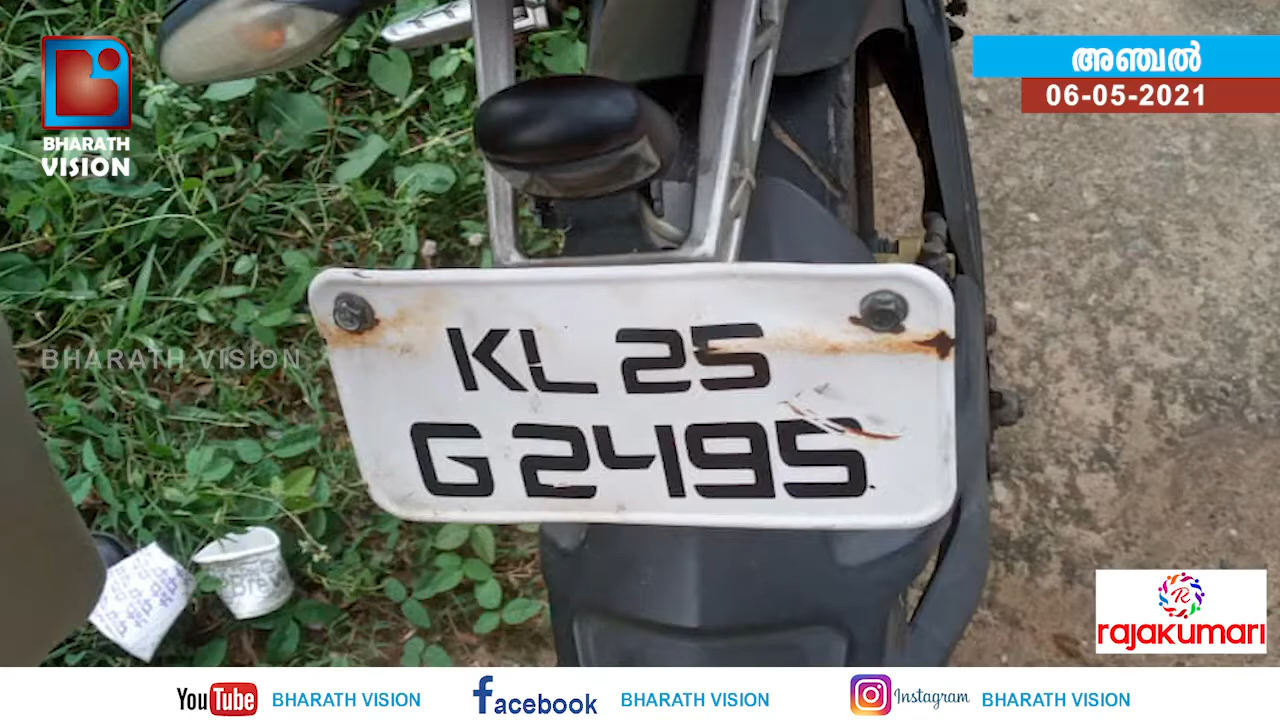 BHARATH
VISION
അഞ്ചൽ
06-05-2021
BHARATH VISION
KL 25
G 2495
Brew
R
rajakumari
YouTube BHARATH VISION
facebook BHARATH VISION
Instagram BHARATH VISION